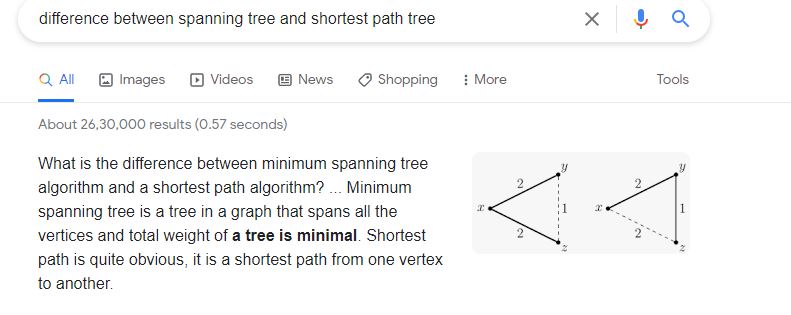 difference between spanning tree and shortest path tree
All Images Videos News Shopping More Tools
About 26,30,000 results (0.57 seconds)
What is the difference between minimum spanning tree
algorithm and a shortest path algorithm? ... Minimum
spanning tree is a tree in a graph that spans all the
vertices and total weight of a tree is minimal. Shortest
path is quite obvious, it is a shortest path from one vertex
to another.
y
2
x
1
2
z
y
2
x
1
2
z